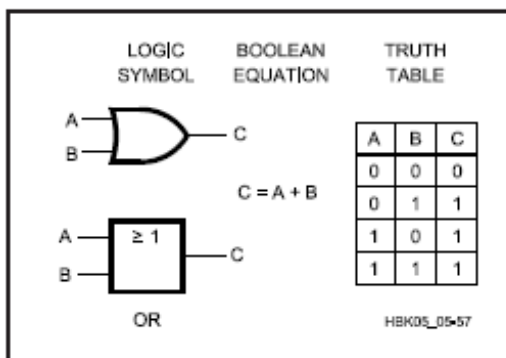 LOGIC SYMBOL
BOOLEAN EQUATION
TRUTH TABLE
A
B
C
C = A + B
A
B
≥ 1
C
OR
A B C
0 0 0
0 1 1
1 0 1
1 1 1
HBK05_05-57